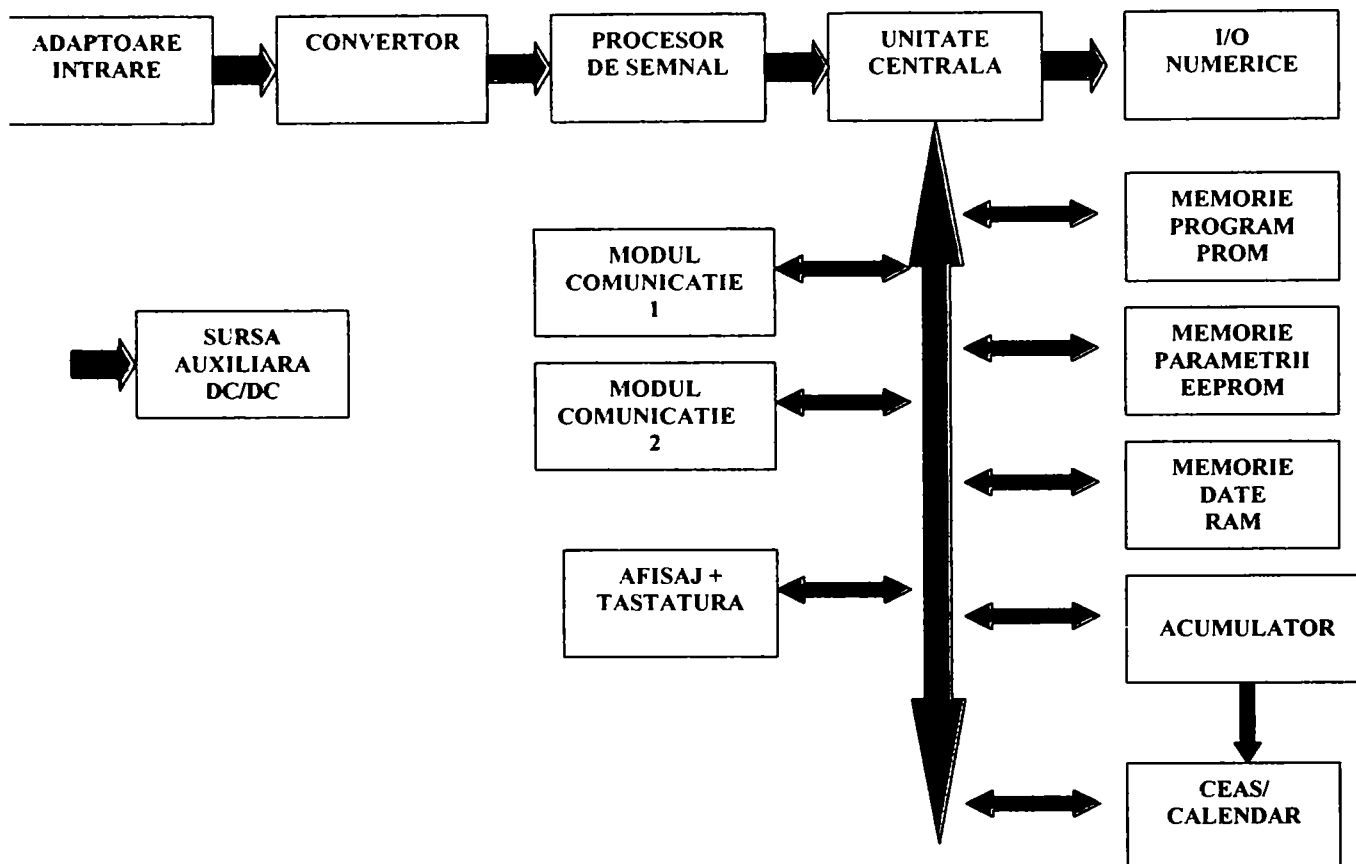 ADAPTOARE
INTRARE
CONVERTOR
PROCESOR
DE SEMNAL
UNITATE
CENTRALA
I/O
NUMERICE
MEMORIE
PROGRAM
PROM
MODUL
COMUNICATIE
1
SURSA
AUXILIARA
DC/DC
MEMORIE
PARAMETRII
EEPROM
MODUL
COMUNICATIE
2
MEMORIE
DATE
RAM
AFISAJ +
TASTATURA
ACUMULATOR
CEAS/
CALENDAR